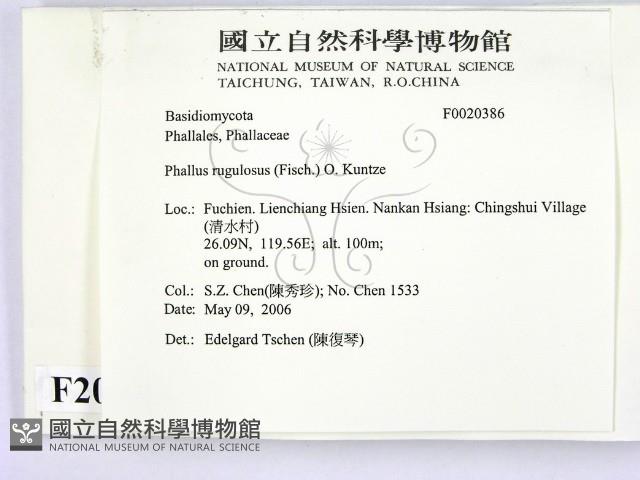 國立自然科學博物館
NATIONAL MUSEUM OF NATURAL SCIENCE
TAICHUNG, TAIWAN, R.O.CHINA
Basidiomycota F0020386
Phallales, Phallaceae
Phallus rugulosus (Fisch.) O. Kuntze
Loc.: Fuchien. Lienchiang Hsien. Nankan Hsiang: Chingshui Village
(清水村)
26.09N, 119.56E; alt. 100m;
on ground.
Col.: S.Z. Chen(陳秀珍); No. Chen 1533
Date: May 09, 2006
Det.: Edelgard Tschen (陳復琴)
F20
國立自然科學博物館
NATIONAL MUSEUM OF NATURAL SCIENCE